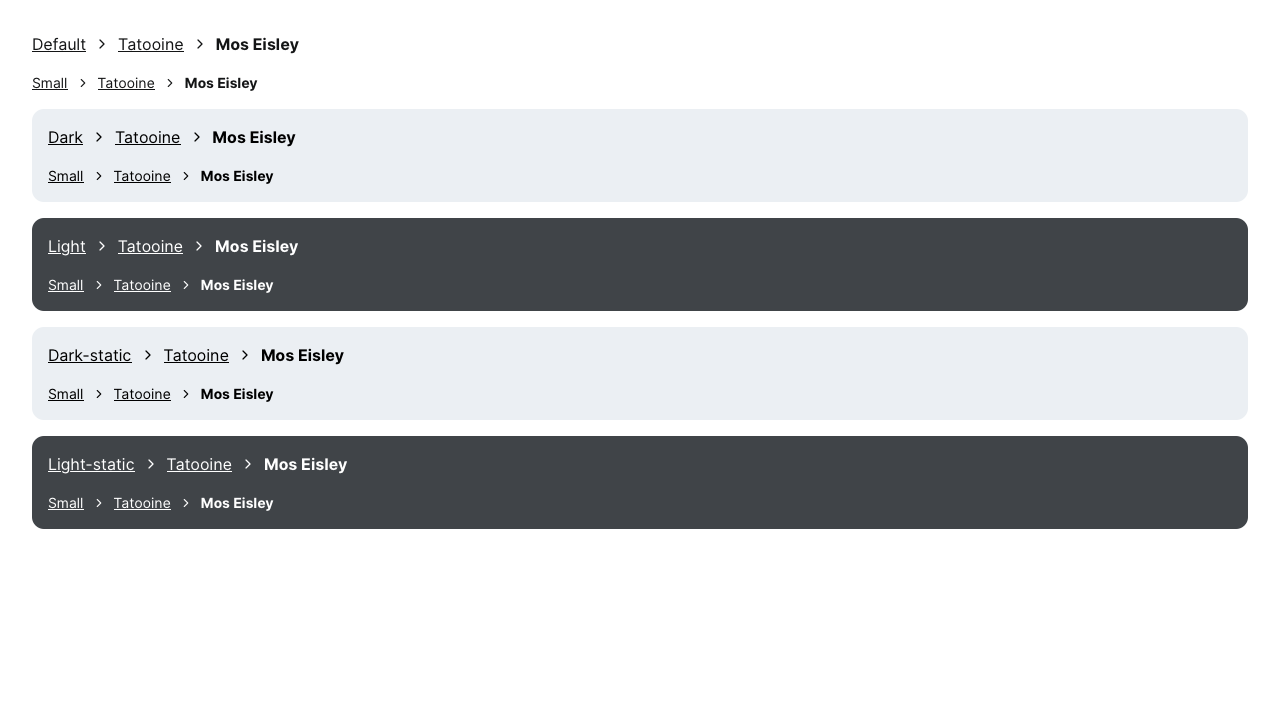 Default > Tatooine > Mos Eisley
Small > Tatooine > Mos Eisley
Dark > Tatooine > Mos Eisley
Small > Tatooine > Mos Eisley
Light > Tatooine > Mos Eisley
Small > Tatooine > Mos Eisley
Dark-static > Tatooine > Mos Eisley
Small > Tatooine > Mos Eisley
Light-static > Tatooine > Mos Eisley
Small > Tatooine > Mos Eisley